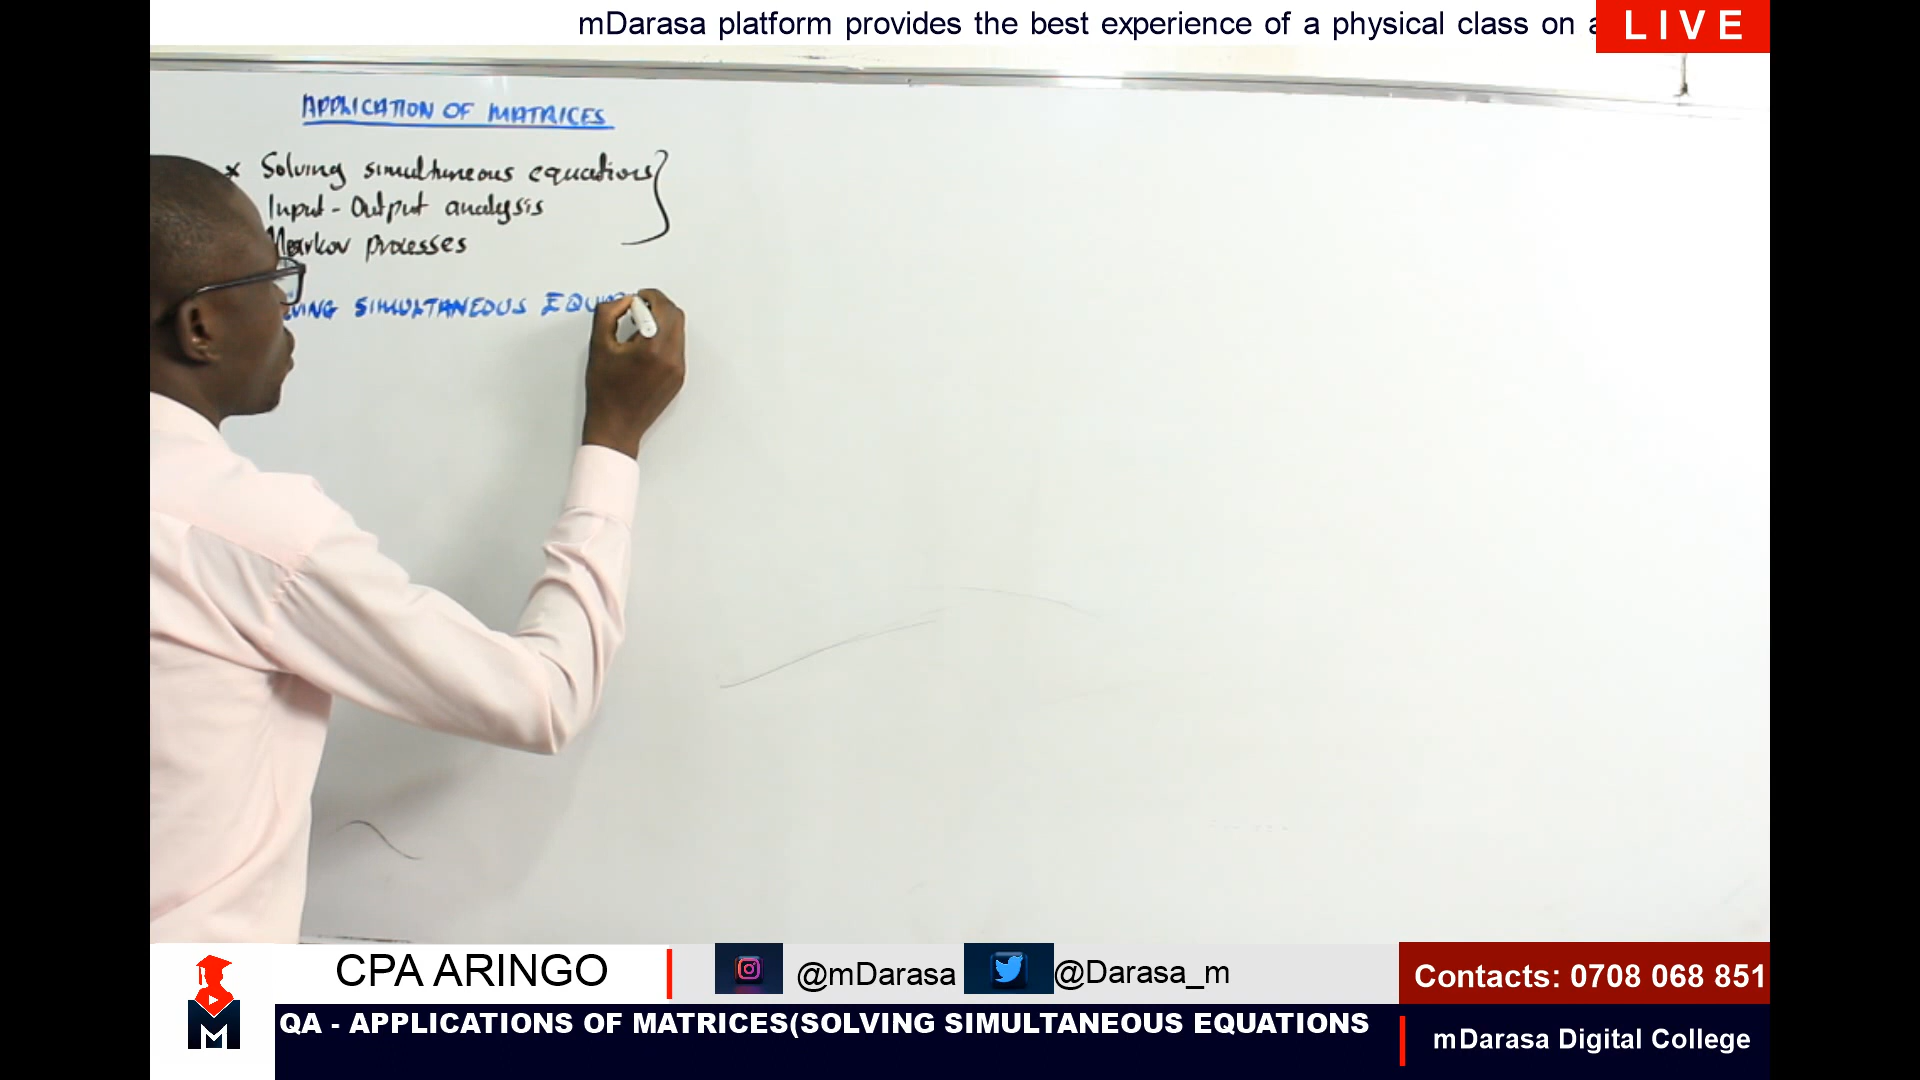 mDarasa platform provides the best experience of a physical class on a
LIVE
APPLICATION OF MATRICES
* Solving simultaneous equations
Input - Output analysis
Markov processes
SIMULTANEOUS
CPA ARINGO
@mDarasa
@Darasa_m
Contacts: 0708 068 851
M
QA - APPLICATIONS OF MATRICES(SOLVING SIMULTANEOUS EQUATIONS
mDarasa Digital College